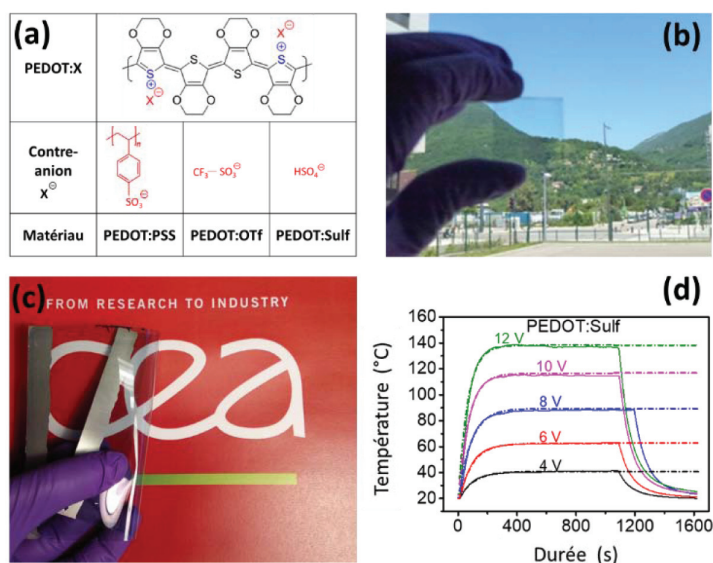 (a)
PEDOT:X
O O O O
S⊕ S S S⊕
X⊖ X⊖
O O O O
Contre-
anion
X⊖
n
SO₃⊖
CF₃—SO₃⊖
HSO₄⊖
Matériau PEDOT:PSS PEDOT:OTf PEDOT:Sulf
(b)
(c)
FROM RESEARCH TO INDUSTRY
cea
(d)
PEDOT:Sulf
12 V
10 V
8 V
6 V
4 V
160
140
120
100
80
60
40
20
Température (°C)
0 400 800 1200 1600
Durée (s)